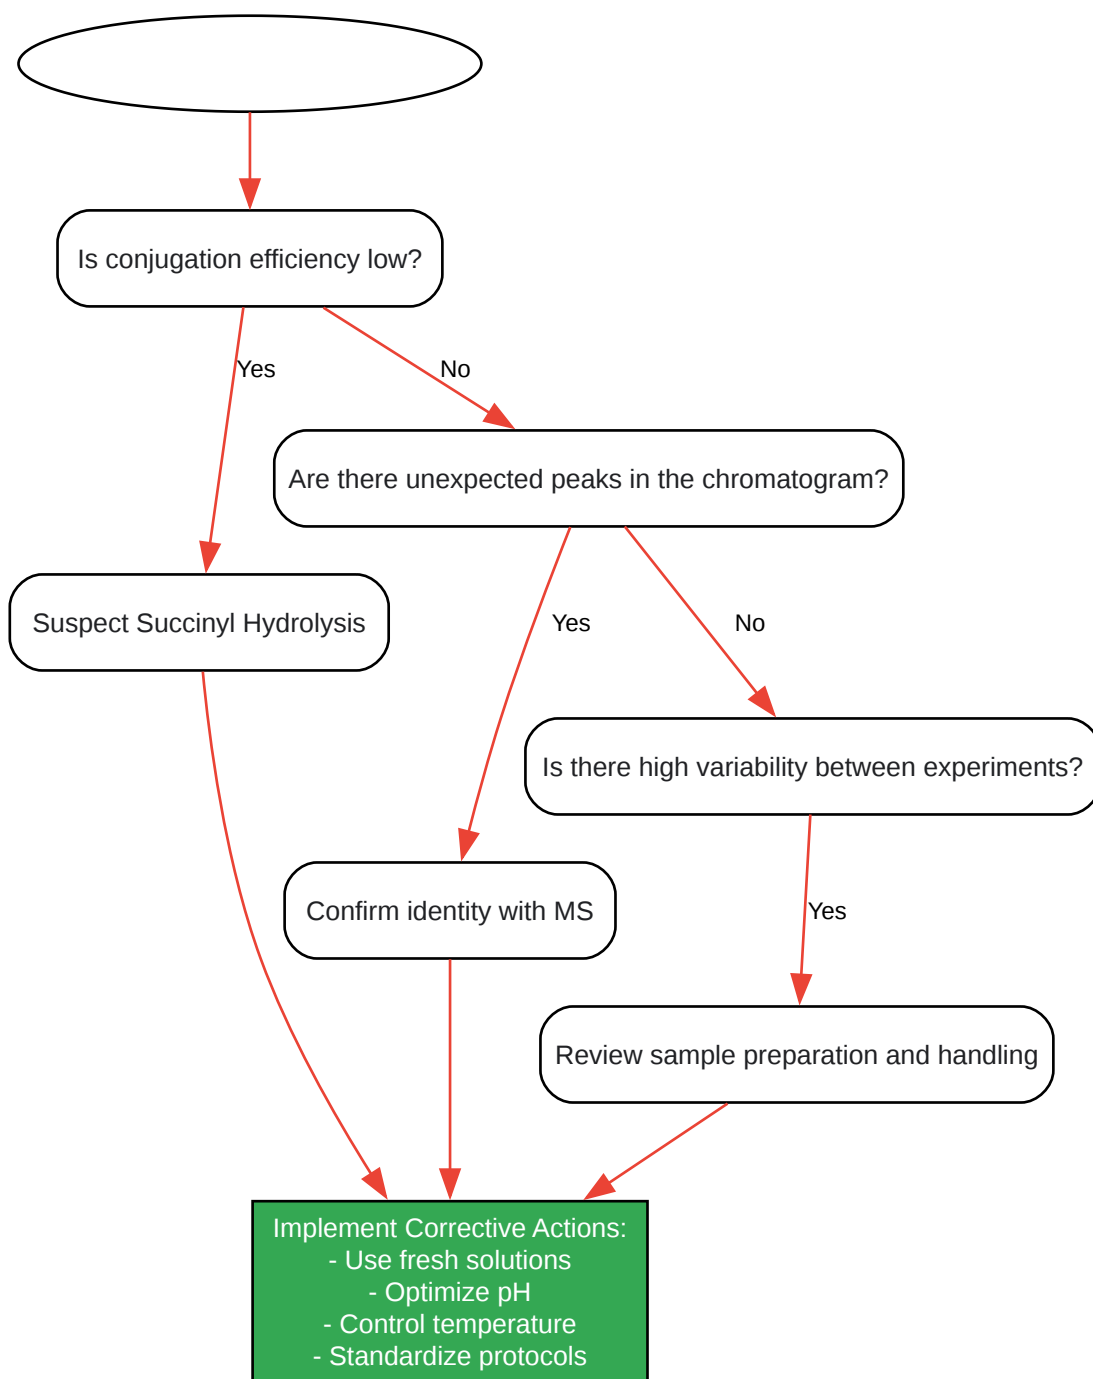 Is conjugation efficiency low?
Yes
No
Are there unexpected peaks in the chromatogram?
Suspect Succinyl Hydrolysis
Yes
No
Is there high variability between experiments?
Confirm identity with MS
Yes
Review sample preparation and handling
Implement Corrective Actions:
- Use fresh solutions
- Optimize pH
- Control temperature
- Standardize protocols